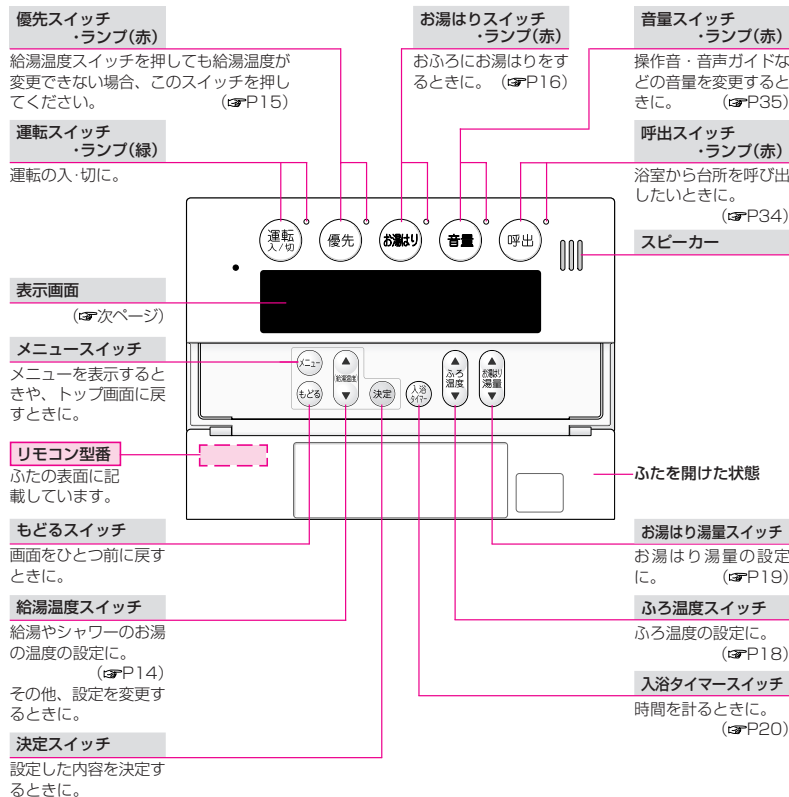 優先スイッチ
・ランプ(赤)
給湯温度スイッチを押しても給湯温度が
変更できない場合、このスイッチを押し
てください。 (☞P15)
運転スイッチ
・ランプ(緑)
運転の入・切に。
お湯はりスイッチ
・ランプ(赤)
おふろにお湯はりをす
るときに。 (☞P16)
音量スイッチ
・ランプ(赤)
操作音・音声ガイドな
どの音量を変更すると
きに。 (☞P35)
呼出スイッチ
・ランプ(赤)
浴室から台所を呼び出
したいときに。
(☞P34)
スピーカー
運転
入/切
優先
お湯はり
音量
呼出
表示画面
(☞次ページ)
メニュースイッチ
メニューを表示すると
きや、トップ画面に戻
すときに。
メニュー
もどる
▲
給湯温度
▼
決定
入浴
タイマー
▲
ふろ
温度
▼
▲
お湯はり
湯量
▼
リモコン型番
ふたの表面に記
載しています。
ふたを開けた状態
もどるスイッチ
画面をひとつ前に戻す
ときに。
給湯温度スイッチ
給湯やシャワーのお湯
の温度の設定に。
(☞P14)
その他、設定を変更す
るときに。
決定スイッチ
設定した内容を決定す
るときに。
お湯はり湯量スイッチ
お湯はり湯量の設定
に。 (☞P19)
ふろ温度スイッチ
ふろ温度の設定に。
(☞P18)
入浴タイマースイッチ
時間を計るときに。
(☞P20)